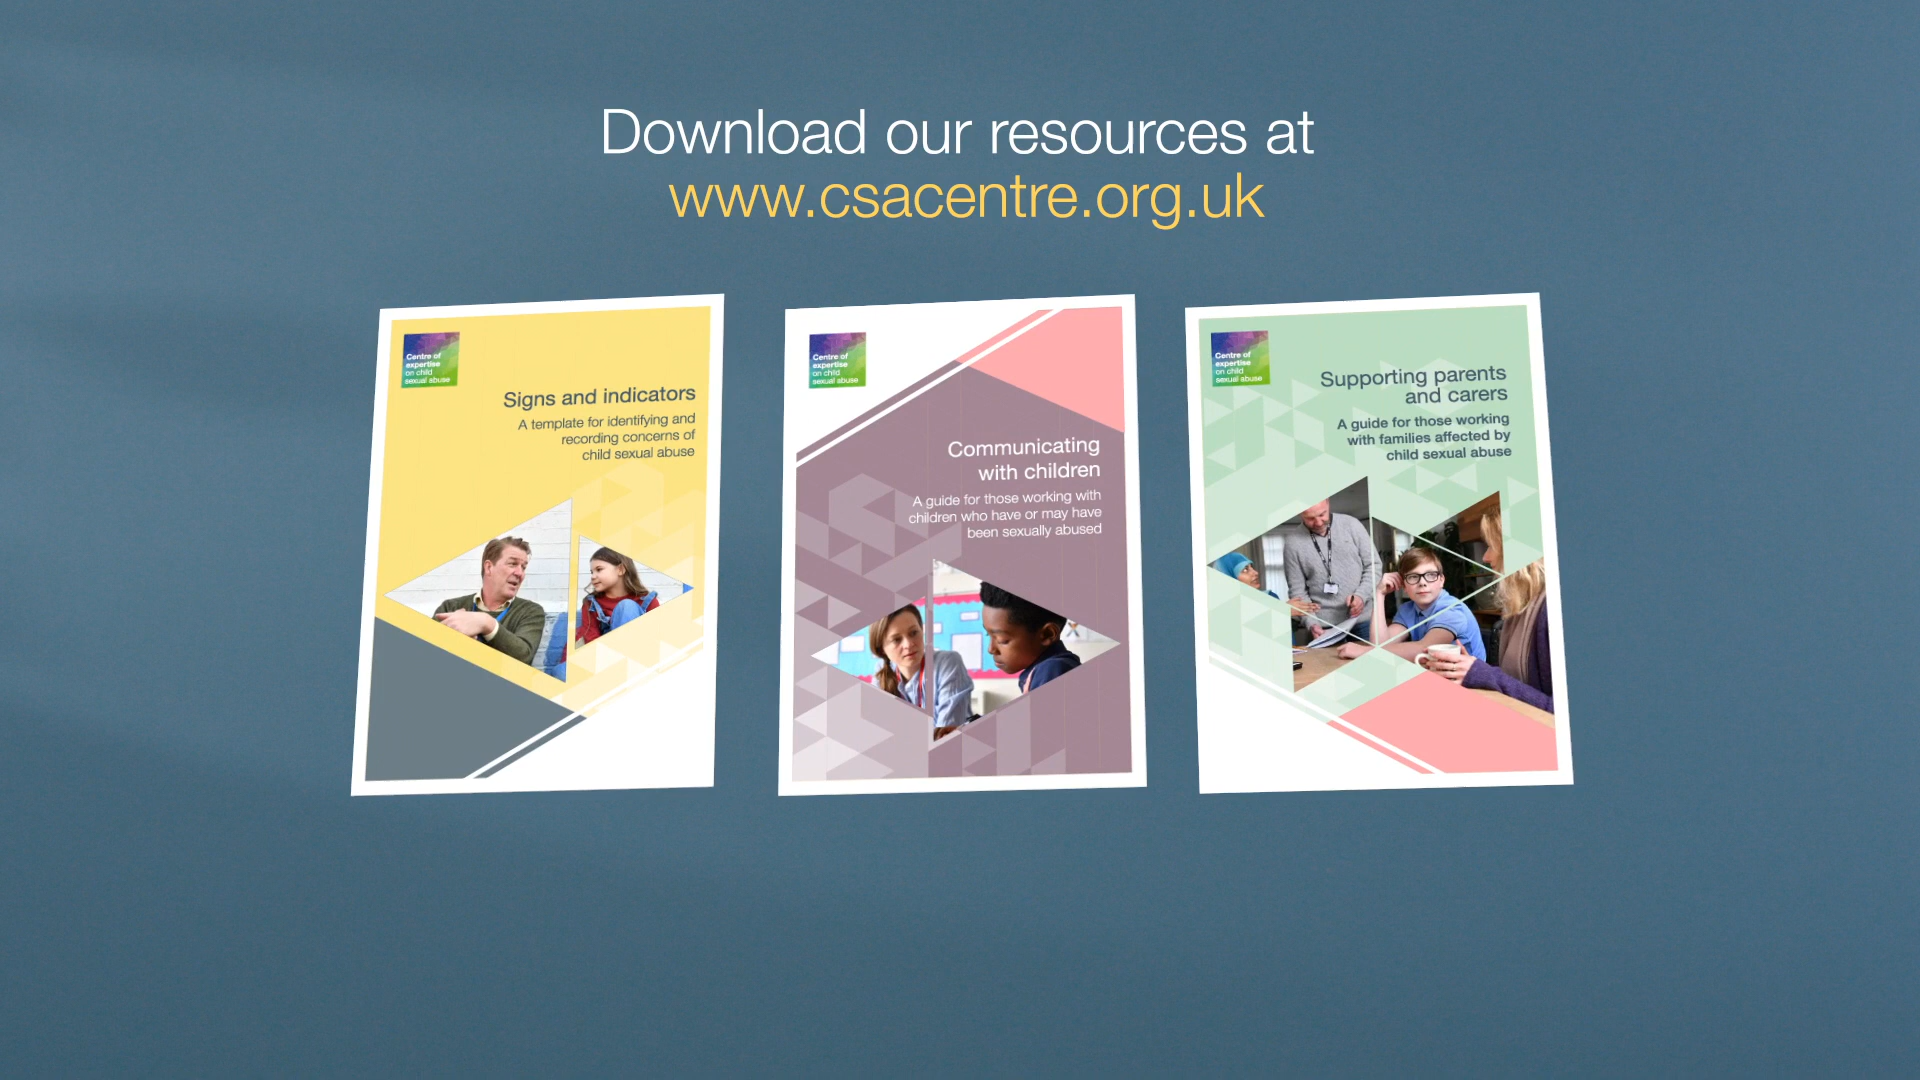 Download our resources at
www.csacentre.org.uk
Centre of
expertise
on child
sexual abuse
Signs and indicators
A template for identifying and
recording concerns of
child sexual abuse
Centre of
expertise
on child
sexual abuse
Communicating
with children
A guide for those working with
children who have or may have
been sexually abused
Centre of
expertise
on child
sexual abuse
Supporting parents
and carers
A guide for those working
with families affected by
child sexual abuse